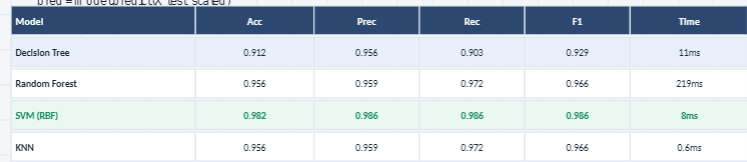 Model Acc Prec Rec F1 Time
Decision Tree 0.912 0.956 0.903 0.929 11ms
Random Forest 0.956 0.959 0.972 0.966 219ms
SVM (RBF) 0.982 0.986 0.986 0.986 8ms
KNN 0.956 0.959 0.972 0.966 0.6ms